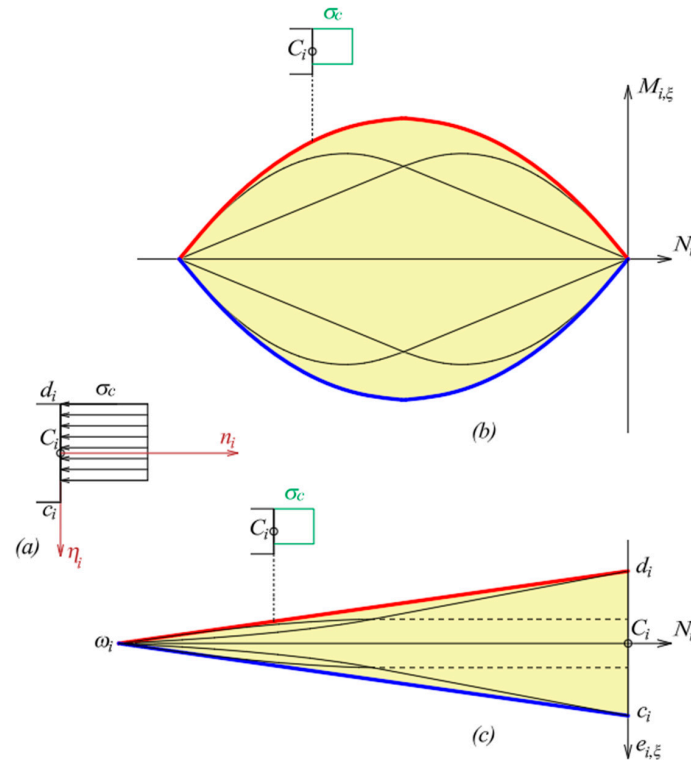 σc
Ci
Mi,ξ
Ni
(b)
di
σc
Ci
ni
ci
(a)
ηi
σc
Ci
di
ωi
Ci
Ni
ci
(c)
ei,ξ